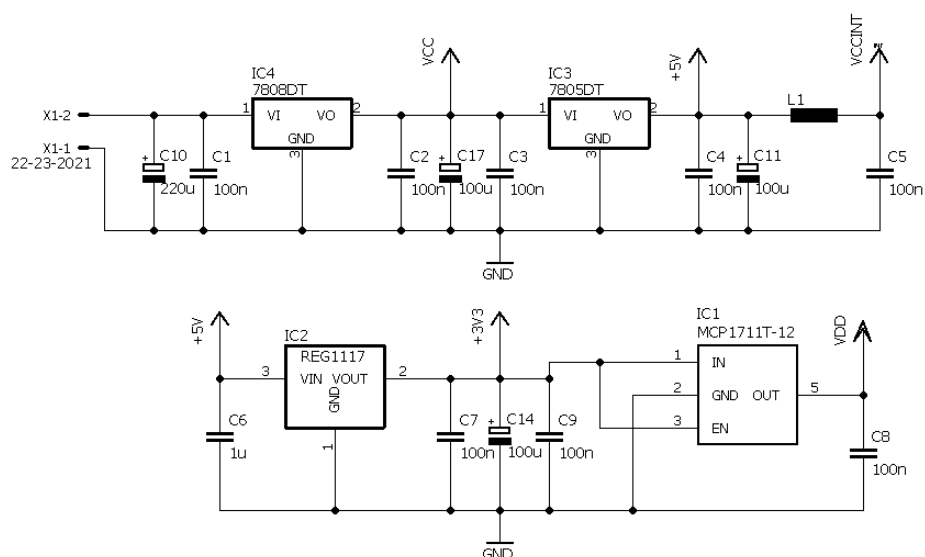 VCC
+5V
VCCINT
IC4
7808DT
IC3
7805DT
L1
X1-2
1 VI VO 2
GND
3
1 VI VO 2
GND
3
X1-1
22-23-2021
+ C10
220u
C1
100n
C2
100n
+ C17
100u
C3
100n
C4
100n
+ C11
100u
C5
100n
GND
+5V
IC2
REG1117
3 VIN VOUT 2
GND
1
+3V3
IC1
MCP1711T-12
1 IN
2 GND OUT 5
3 EN
VDD
C6
1u
C7
100n
+ C14
100u
C9
100n
C8
100n
GND